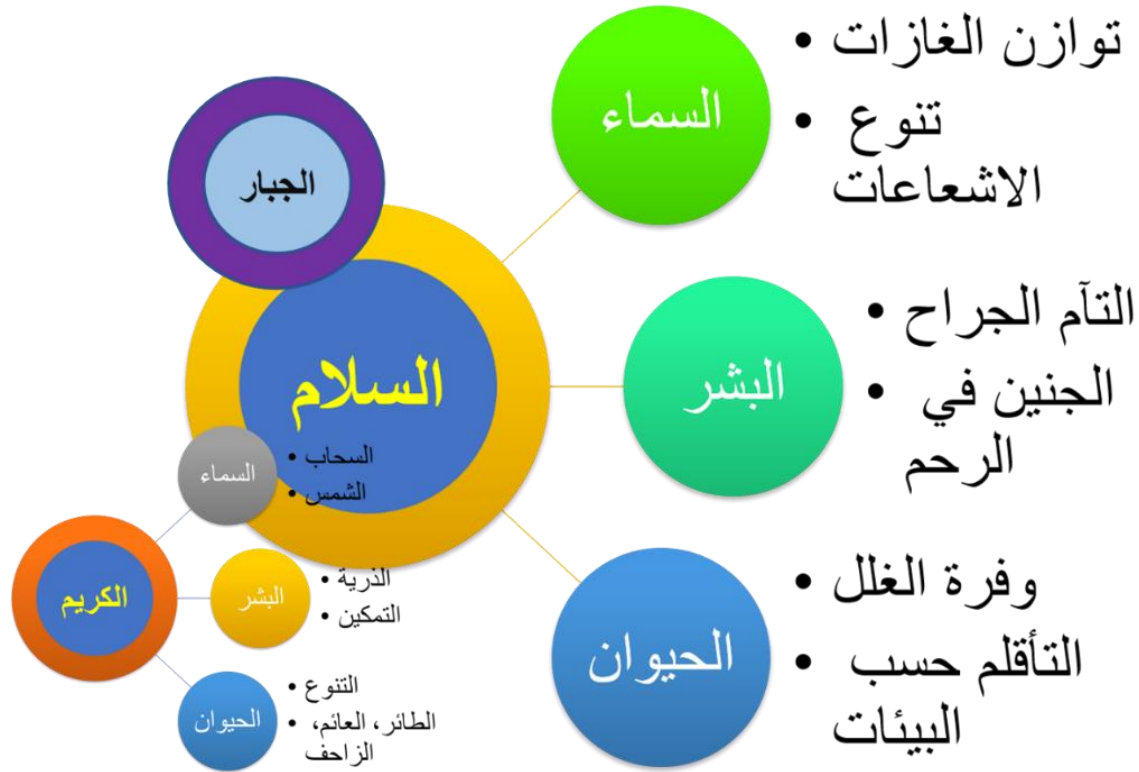 الجبار
السلام
السماء
• توازن الغازات
• تنوع
الاشعاعات
البشر
• التآم الجراح
• الجنين في
الرحم
الحيوان
• وفرة الغلل
• التأقلم حسب
البيئات
الكريم
السماء
• السحاب
• الشمس
البشر
• الذرية
• التمكين
الحيوان
• التنوع
• الطائر، العائم،
الزاحف